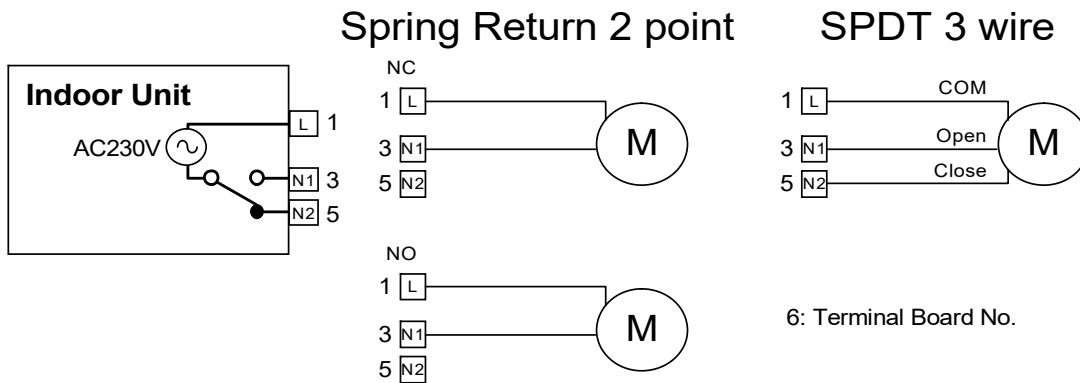 Spring Return 2 point
SPDT 3 wire
Indoor Unit
AC230V
L 1
N1 3
N2 5
NC
1 L
3 N1
5 N2
M
NO
1 L
3 N1
5 N2
M
1 L
3 N1
5 N2
COM
Open
Close
M
6: Terminal Board No.